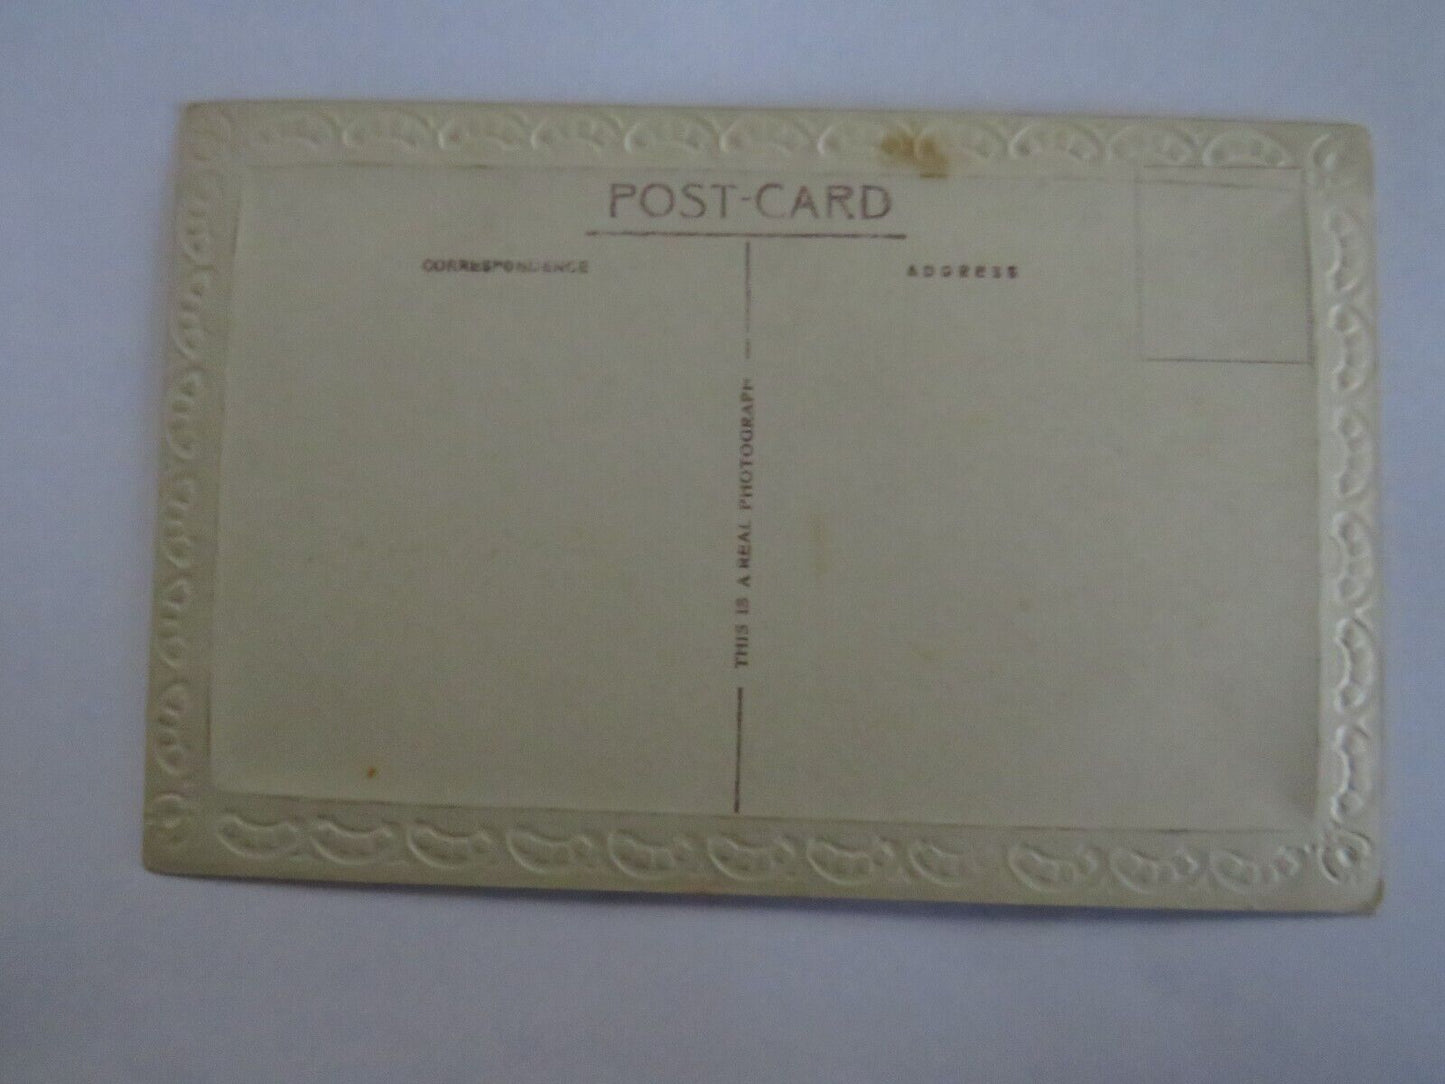 POST-CARD
CORRESPONDENCE
ADDRESS
THIS IS A REAL PHOTOGRAPH